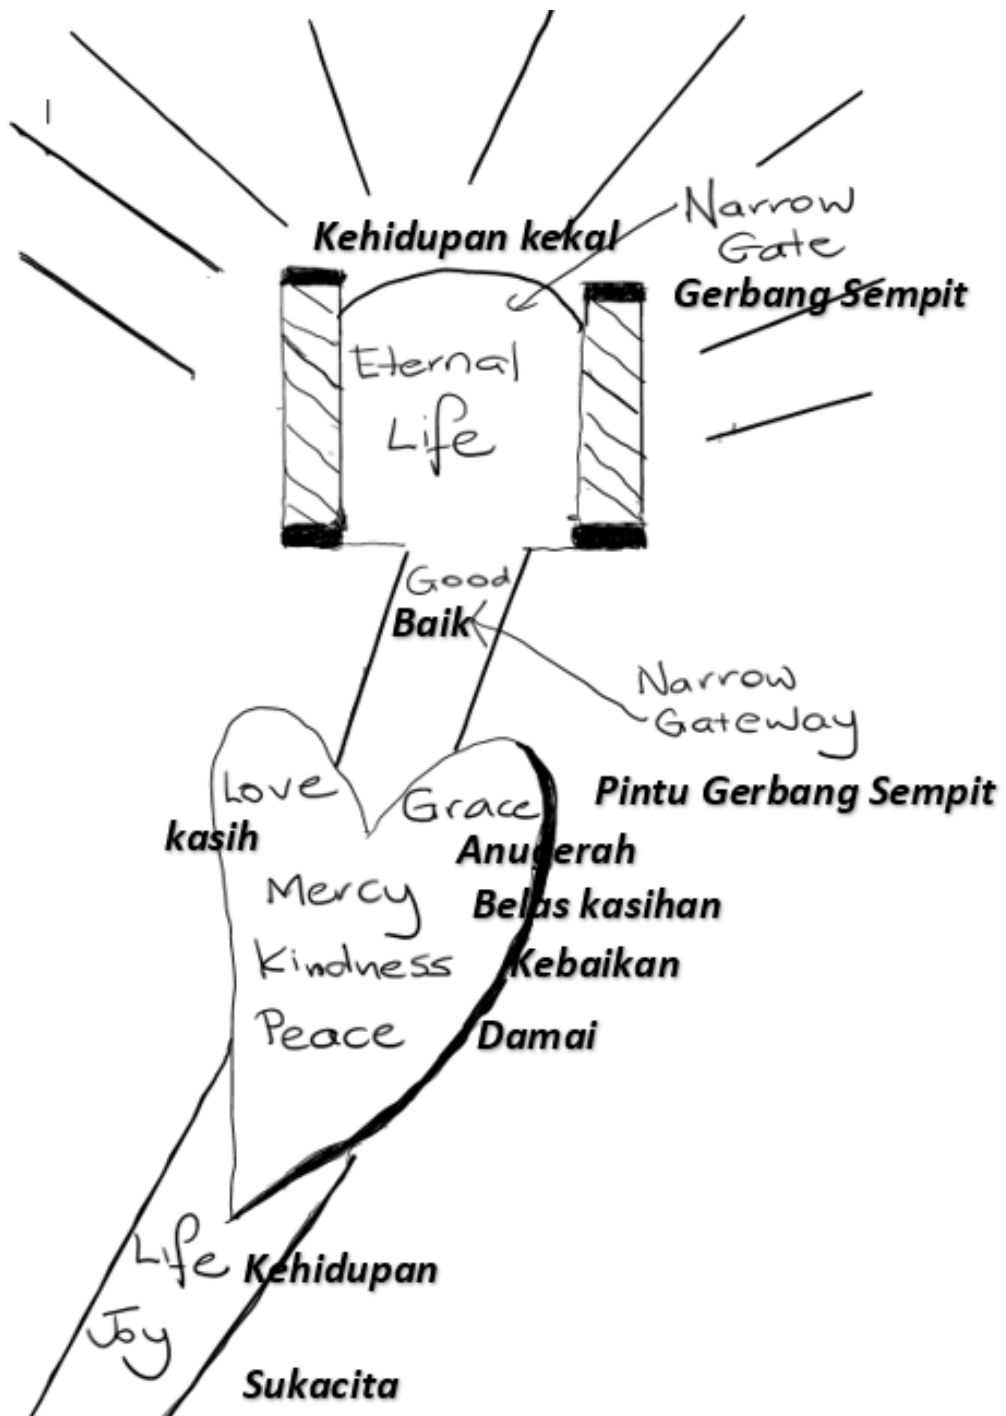 Kehidupan kekal
Narrow
Gate
Gerbang Sempit
Eternal
Life
Good
Baik
Narrow
Gateway
Pintu Gerbang Sempit
Love
kasih
Grace
Anugerah
Mercy
Belas kasihan
Kindness
Kebaikan
Peace
Damai
Life
Kehidupan
Joy
Sukacita